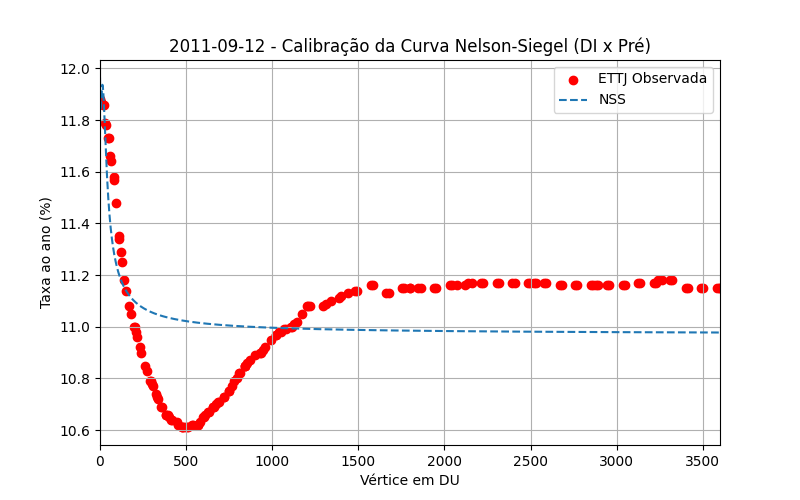 2011-09-12 - Calibração da Curva Nelson-Siegel (DI x Pré)
ETTJ Observada
NSS
Taxa ao ano (%)
12.0
11.8
11.6
11.4
11.2
11.0
10.8
10.6
0 500 1000 1500 2000 2500 3000 3500
Vértice em DU